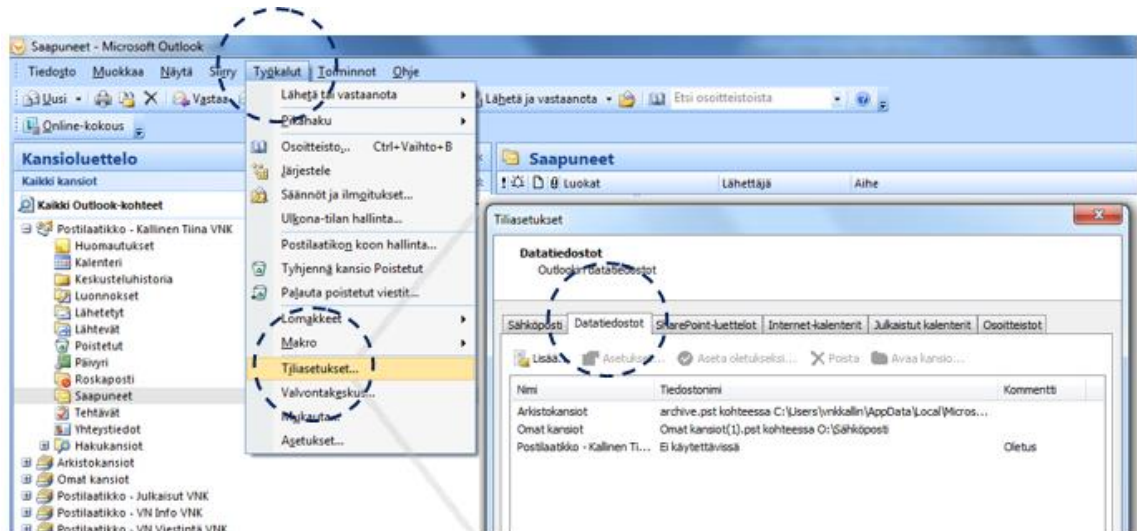 Saapuneet - Microsoft Outlook
Tiedosto Muokkaa Näytä Siirry Työkalut Toiminnot Ohje
Uusi Vastaa Lähetä ja vastaanota Etsi osoitteistoista
Online-kokous
Lähetä tai vastaanota
Pikahaku
Osoitteisto... Ctrl+Vaihto+B
Järjestele
Säännöt ja ilmoitukset...
Ulkona-tilan hallinta...
Postilaatikon koon hallinta...
Tyhjennä kansio Poistetut
Palauta poistetut viestit...
Lomakkeet
Makro
Tiliasetukset...
Valvontakeskus...
Mukauta...
Asetukset...
Kansioluettelo
Kaikki kansiot
Kaikki Outlook-kohteet
Postilaatikko - Kallinen Tiina VNK
Huomautukset
Kalenteri
Keskusteluhistoria
Luonnokset
Lähetetyt
Lähtevät
Poistetut
Päivyri
Roskaposti
Saapuneet
Tehtävät
Yhteystiedot
Hakukansiot
Arkistokansiot
Omat kansiot
Postilaatikko - Julkaisut VNK
Postilaatikko - VN Info VNK
Postilaatikko - VN Viestintä VNK
Saapuneet
Luokat Lähettäjä Aihe
Tiliasetukset
Datatiedostot
Outlookin datatiedostot
Sähköposti Datatiedostot SharePoint-luettelot Internet-kalenterit Julkaistut kalenterit Osoitteistot
Lisää... Asetukset... Aseta oletukseksi... Poista Avaa kansio...
Nimi Tiedostonimi Kommentti
Arkistokansiot archive.pst kohteessa C:\Users\vnkkallin\AppData\Local\Micros...
Omat kansiot Omat kansiot(1).pst kohteessa O:\Sähköposti
Postilaatikko - Kallinen Ti... Ei käytettävissä Oletus